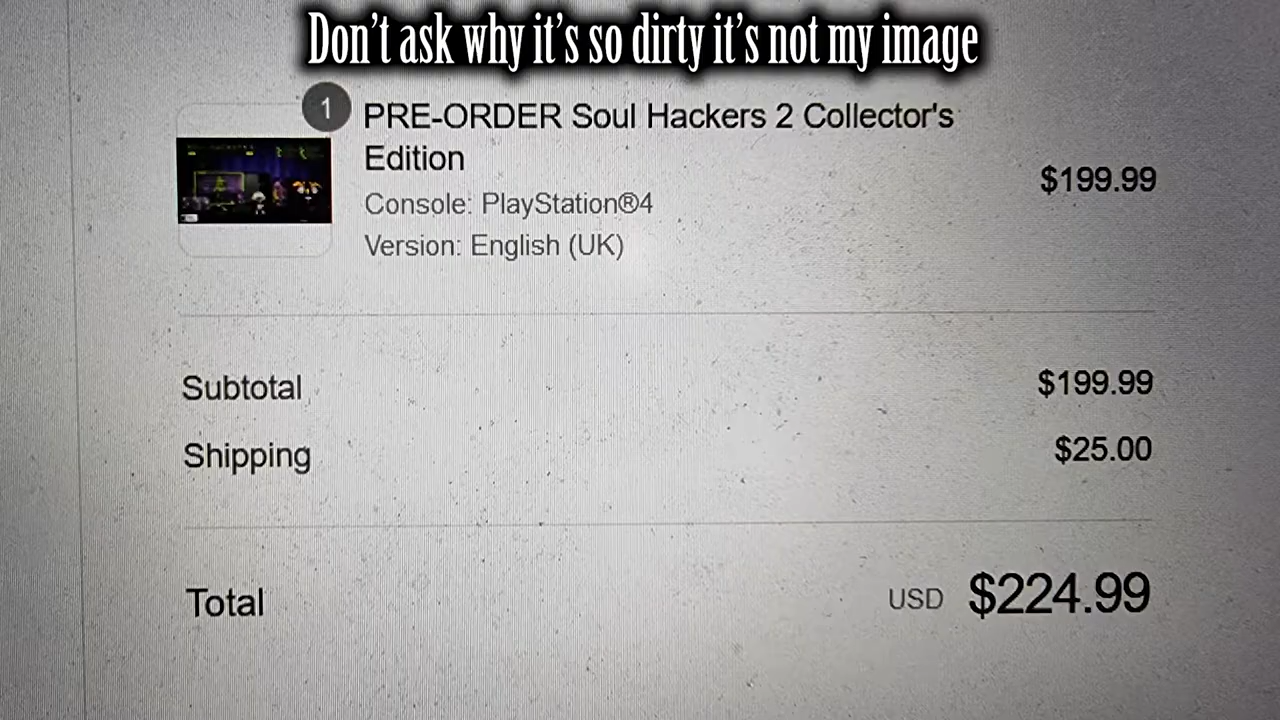 Don't ask why it's so dirty it's not my image
1
PRE-ORDER Soul Hackers 2 Collector's
Edition
$199.99
Console: PlayStation®4
Version: English (UK)
Subtotal
$199.99
Shipping
$25.00
Total
USD $224.99